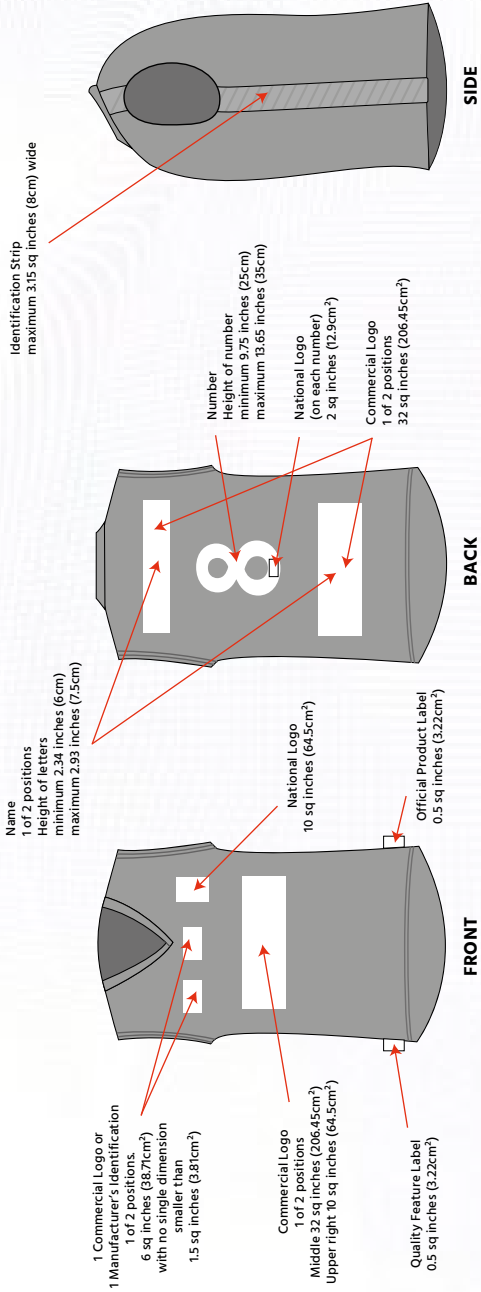 1 Commercial Logo or
1 Manufacturer's Identification
1 of 2 positions.
6 sq inches (38.71cm²)
with no single dimension
smaller than
1.5 sq inches (3.81cm²)
Commercial Logo
1 of 2 positions
Middle 32 sq inches (206.45cm²)
Upper right 10 sq inches (64.5cm²)
Quality Feature Label
0.5 sq inches (3.22cm²)
National Logo
10 sq inches (64.5cm²)
Official Product Label
0.5 sq inches (3.22cm²)
FRONT
Name
1 of 2 positions
Height of letters
minimum 2.34 inches (6cm)
maximum 2.93 inches (7.5cm)
8
Number
Height of number
minimum 9.75 inches (25cm)
maximum 13.65 inches (35cm)
National Logo
(on each number)
2 sq inches (12.9cm²)
Commercial Logo
1 of 2 positions
32 sq inches (206.45cm²)
BACK
Identification Strip
maximum 3.15 sq inches (8cm) wide
SIDE